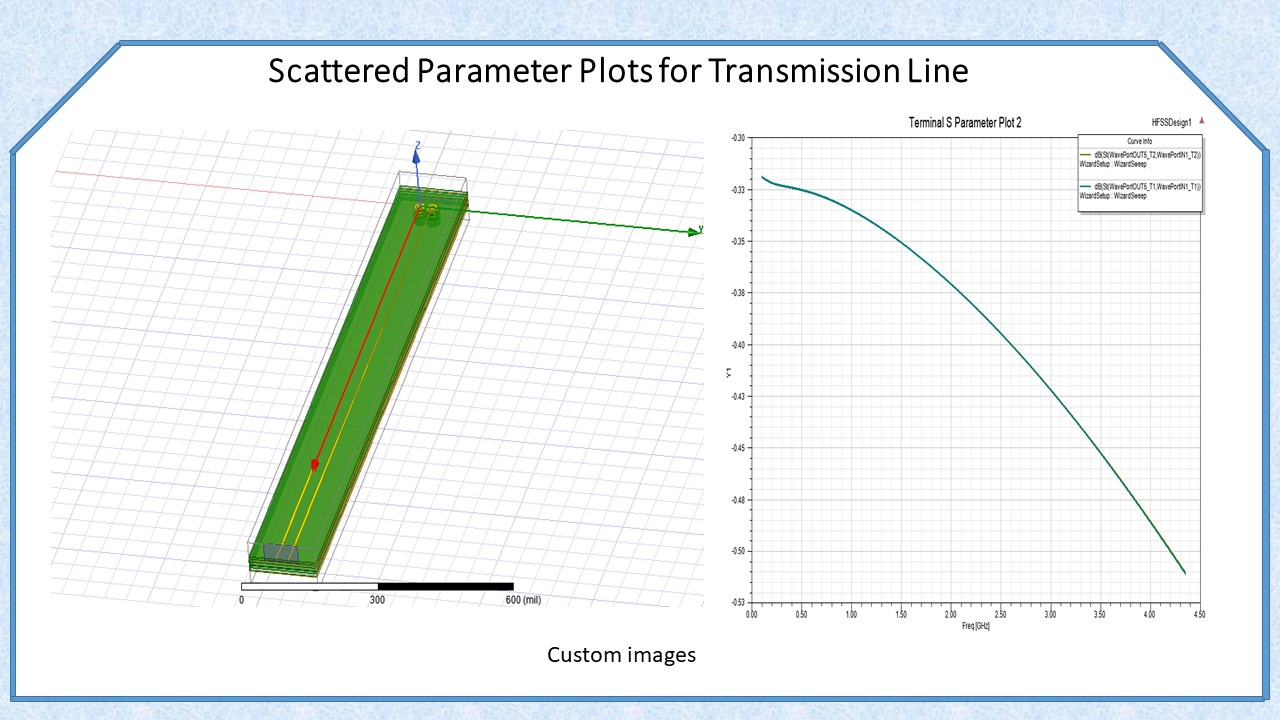 Scattered Parameter Plots for Transmission Line
Z
Y
0
300
600 (mil)
Terminal S Parameter Plot 2
HFSSDesign1
Curve Info
dB(St(WavePortOUT5_T2,WavePortIN1_T2))
WizardSetup : WizardSweep
dB(St(WavePortOUT5_T1,WavePortIN1_T1))
WizardSetup : WizardSweep
-0.30
-0.33
-0.35
-0.38
-0.40
-0.43
-0.45
-0.48
-0.50
-0.53
Y1
0.00
0.50
1.00
1.50
2.00
2.50
3.00
3.50
4.00
4.50
Freq [GHz]
Custom images